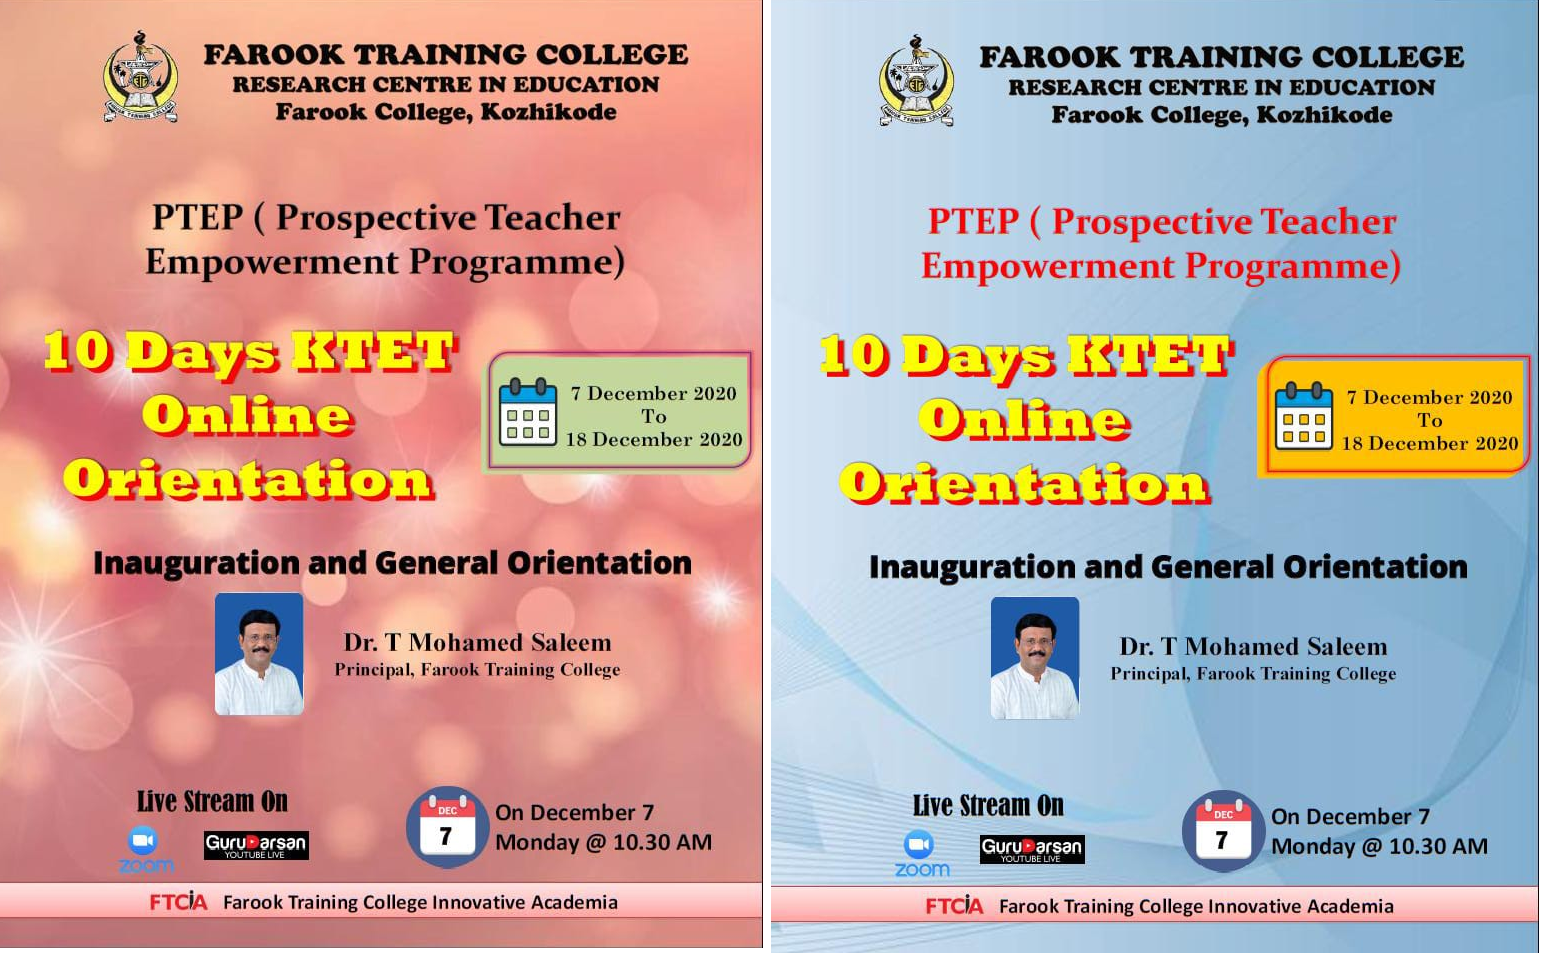 FAROOK TRAINING COLLEGE
RESEARCH CENTRE IN EDUCATION
Farook College, Kozhikode
PTEP ( Prospective Teacher
Empowerment Programme)
10 Days KTET
Online
Orientation
7 December 2020
To
18 December 2020
Inauguration and General Orientation
Dr. T Mohamed Saleem
Principal, Farook Training College
Live Stream On
zoom
GuruDarsan
YOUTUBE LIVE
DEC
7
On December 7
Monday @ 10.30 AM
FTCiA Farook Training College Innovative Academia
FAROOK TRAINING COLLEGE
RESEARCH CENTRE IN EDUCATION
Farook College, Kozhikode
PTEP ( Prospective Teacher
Empowerment Programme)
10 Days KTET
Online
Orientation
7 December 2020
To
18 December 2020
Inauguration and General Orientation
Dr. T Mohamed Saleem
Principal, Farook Training College
Live Stream On
zoom
GuruDarsan
YOUTUBE LIVE
DEC
7
On December 7
Monday @ 10.30 AM
FTCiA Farook Training College Innovative Academia